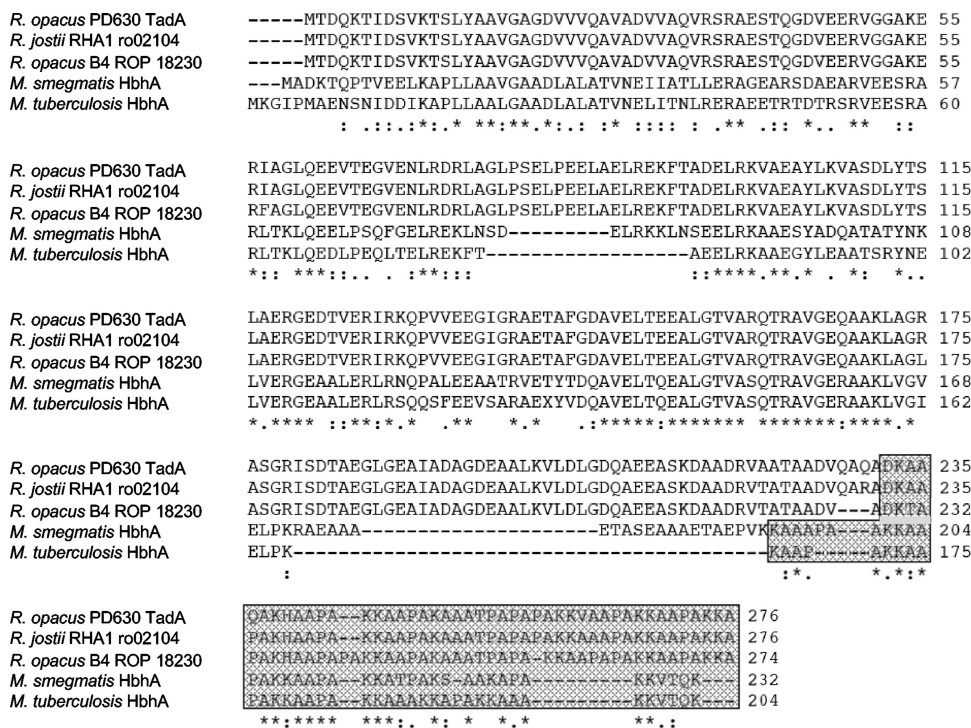 R. opacus PD630 TadA -----MTDQKTIDSVKTSLYAAVGAGDVVVQAVADVVAQVRSRAESTQGDVEERVGGAKE 55
R. jostii RHA1 ro02104 -----MTDQKTIDSVKTSLYAAVGAGDVVVQAVADVVAQVRSRAESTQGDVEERVGGAKE 55
R. opacus B4 ROP 18230 -----MTDQKTIDSVKTSLYAAVGAGDVVVQAVADVVAQVRSRAESTQGDVEERVGGAKE 55
M. smegmatis HbhA ---MADKTQPTVEELKAPLLAAVGAADLALATVNEIIATLLERAGEARSDAEARVEESRA 57
M. tuberculosis HbhA MKGIPMAENSNIDDIKAPLLAALGAADLALATVNELITNLRERAEETRTDTRSRVEESRA 60
: .::.:*.* **:**.*:.:: :* :::: : .** .:: *.. ** ::
R. opacus PD630 TadA RIAGLQEEVTEGVENLRDRLAGLPSELPEELAELREKFTADELRKVAEAYLKVASDLYTS 115
R. jostii RHA1 ro02104 RIAGLQEEVTEGVENLRDRLAGLPSELPEELAELREKFTADELRKVAEAYLKVASDLYTS 115
R. opacus B4 ROP 18230 RFAGLQEEVTEGVENLRDRLAGLPSELPEELAELREKFTADELRKVAEAYLKVASDLYTS 115
M. smegmatis HbhA RLTKLQEELPSQFGELREKLNSD----------ELRKKLNSEELRKAAESYADQATATYNK 108
M. tuberculosis HbhA RLTKLQEDLPEQLTELREKFT------------------AEELRKAAEGYLEAATSRYNE 102
*:: ***:: . . :**::: ::****.**.* . *: *..
R. opacus PD630 TadA LAERGEDTVERIRKQPVVEEGIGRAETAFGDAVELTEEALGTVARQTRAVGEQAAKLAGR 175
R. jostii RHA1 ro02104 LAERGEDTVERIRKQPVVEEGIGRAETAFGDAVELTEEALGTVARQTRAVGEQAAKLAGR 175
R. opacus B4 ROP 18230 LAERGEDTVERIRKQPVVEEGIGRAETAFGDAVELTEEALGTVARQTRAVGEQAAKLAGL 175
M. smegmatis HbhA LVERGEAALERLRNQPALEEAATRVETYTDQAVELTQEALGTVASQTRAVGERAAKLVGV 168
M. tuberculosis HbhA LVERGEAALERLRSQQSFEEVSARAEXYVDQAVELTQEALGTVASQTRAVGERAAKLVGI 162
*.**** ::**:*.* .** *.* .:*****:******* *******:****.*
R. opacus PD630 TadA ASGRISDTAEGLGEAIADAGDEAALKVLDLGDQAEEASKDAADRVAATAADVQAQADKAA 235
R. jostii RHA1 ro02104 ASGRISDTAEGLGEAIADAGDEAALKVLDLGDQAEEASKDAADRVTATAADVQARADKAA 235
R. opacus B4 ROP 18230 ASGRISDTAEGLGEAIADAGDEAALKVLDLGDQAEEASKDAADRVTATAADV---ADKTA 232
M. smegmatis HbhA ELPKRAEAAA------------------------ETASEAAAETAEPVKKAAAPA---AKKAA 204
M. tuberculosis HbhA ELPK------------------------------------------------KAAP-----AKKAA 175
: :*. *.*:*
R. opacus PD630 TadA QAKHAAPA--KKAAPAKAAATPAPAPAKKVAAPAKKAAPAKKA 276
R. jostii RHA1 ro02104 PAKHAAPA--KKAAPAKAAATPAPAPAKKAAAPAKKAAPAKKA 276
R. opacus B4 ROP 18230 PAKHAAPAPAKKAAPAKAAATPAPA-KKAAPAPAKKAAPAKKA 274
M. smegmatis HbhA PAKKAAPA--KKATPAKS-AAKAPA---------KKVTQK--- 232
M. tuberculosis HbhA PAKKAAPA--KKAAAKKAPAKKAAA---------KKVTQK--- 204
**:**** ***:. *: * *.* **.: